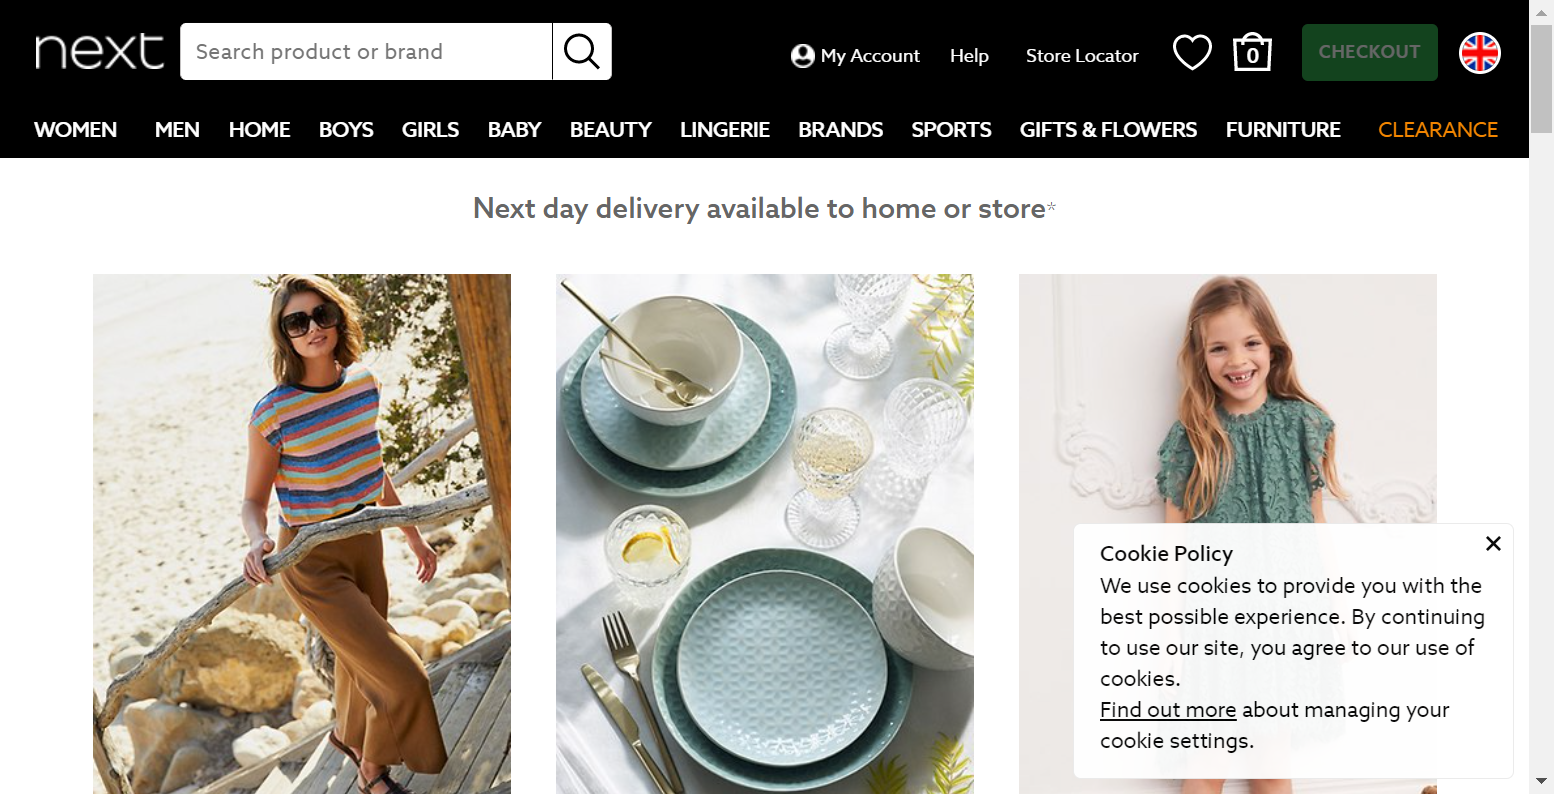 next
Search product or brand
My Account
Help
Store Locator
0
CHECKOUT
WOMEN
MEN
HOME
BOYS
GIRLS
BABY
BEAUTY
LINGERIE
BRANDS
SPORTS
GIFTS & FLOWERS
FURNITURE
CLEARANCE
Next day delivery available to home or store*
Cookie Policy
We use cookies to provide you with the
best possible experience. By continuing
to use our site, you agree to our use of
cookies.
Find out more about managing your
cookie settings.